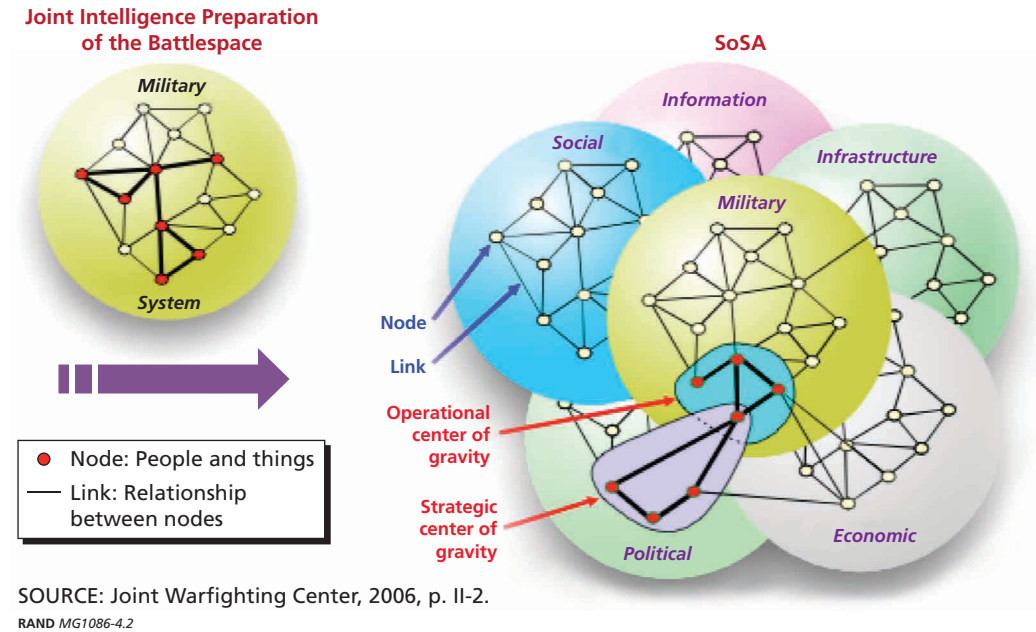 Joint Intelligence Preparation
of the Battlespace
Military
System
SoSA
Information
Social
Infrastructure
Military
Node
Link
Operational
center of
gravity
Strategic
center of
gravity
Political
Economic
Node: People and things
Link: Relationship
between nodes
SOURCE: Joint Warfighting Center, 2006, p. II-2.
RAND MG1086-4.2